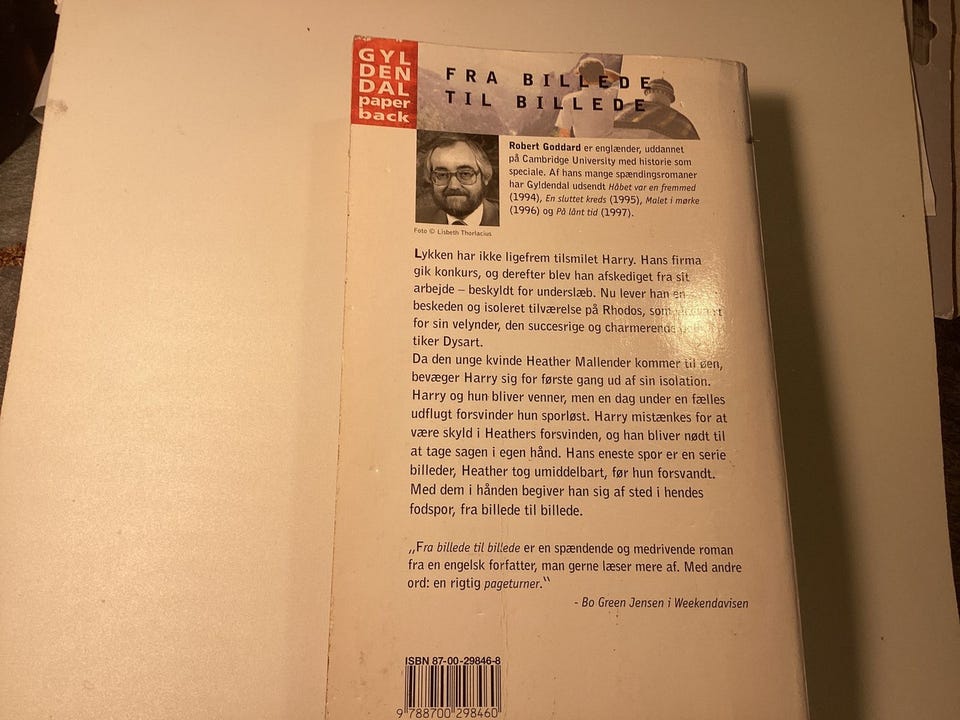 GYL
DEN
DAL
paper
back
FRA BILLEDE
TIL BILLEDE
Robert Goddard er englænder, uddannet
på Cambridge University med historie som
speciale. Af hans mange spændingsromaner
har Gyldendal udsendt Håbet var en fremmed
(1994), En sluttet kreds (1995), Malet i mørke
(1996) og På lånt tid (1997).
Foto © Lisbeth Thorlacius
Lykken har ikke ligefrem tilsmilet Harry. Hans firma
gik konkurs, og derefter blev han afskediget fra sit
arbejde – beskyldt for underslæb. Nu lever han en
beskeden og isoleret tilværelse på Rhodos, som
for sin velynder, den succesrige og charmerende
tiker Dysart.
Da den unge kvinde Heather Mallender kommer til øen,
bevæger Harry sig for første gang ud af sin isolation.
Harry og hun bliver venner, men en dag under en fælles
udflugt forsvinder hun sporløst. Harry mistænkes for at
være skyld i Heathers forsvinden, og han bliver nødt til
at tage sagen i egen hånd. Hans eneste spor er en serie
billeder, Heather tog umiddelbart, før hun forsvandt.
Med dem i hånden begiver han sig af sted i hendes
fodspor, fra billede til billede.
„Fra billede til billede er en spændende og medrivende roman
fra en engelsk forfatter, man gerne læser mere af. Med andre
ord: en rigtig pageturner.“
- Bo Green Jensen i Weekendavisen
ISBN 87-00-29846-8
9 788700 298460